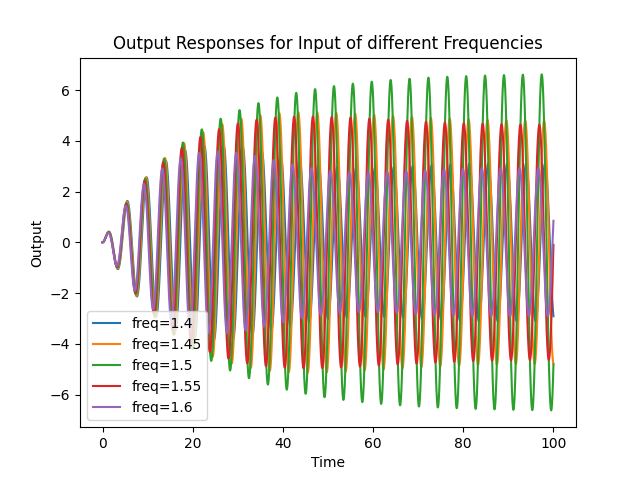 Output Responses for Input of different Frequencies
Output
6
4
2
0
−2
−4
−6
freq=1.4
freq=1.45
freq=1.5
freq=1.55
freq=1.6
0 20 40 60 80 100
Time